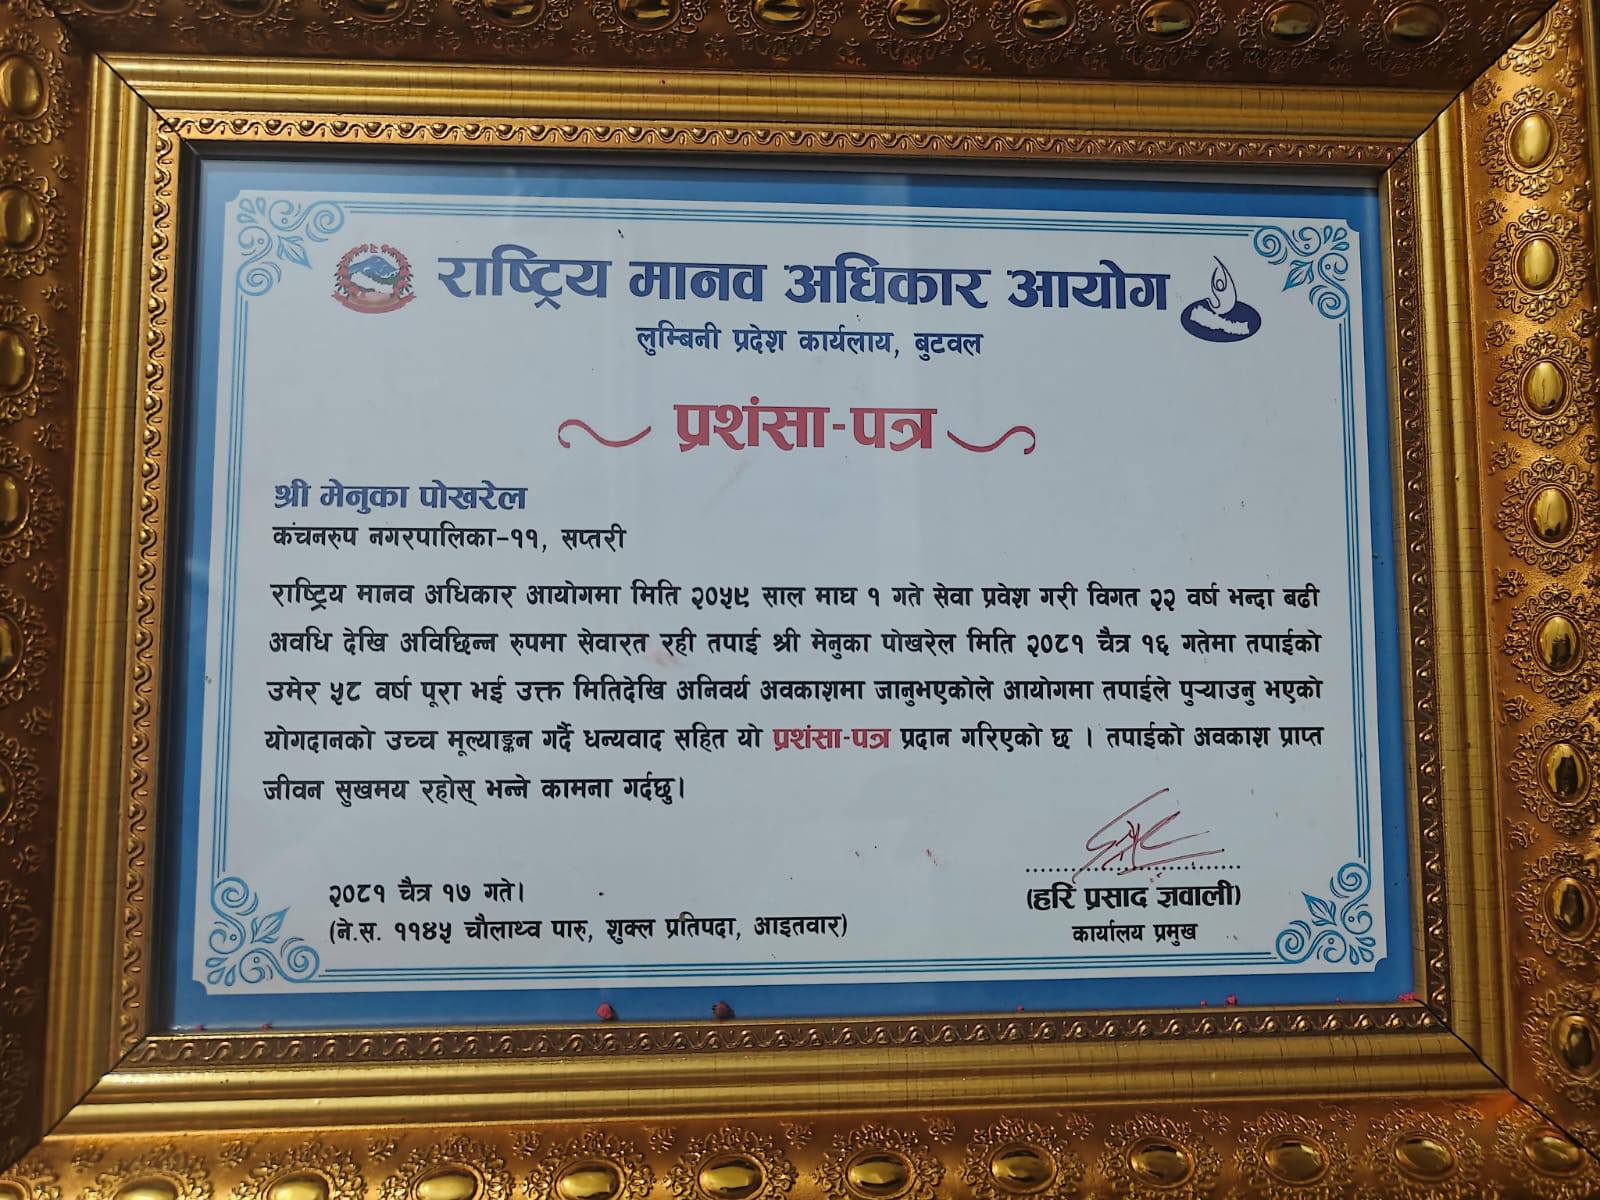 राष्ट्रिय मानव अधिकार आयोग
लुम्बिनी प्रदेश कार्यलाय, बुटवल
प्रशंसा-पत्र
श्री मेनुका पोखरेल
कंचनरुप नगरपालिका-११, सप्तरी
राष्ट्रिय मानव अधिकार आयोगमा मिति २०५९ साल माघ १ गते सेवा प्रवेश गरी विगत २२ वर्ष भन्दा बढी
अवधि देखि अविछिन्न रुपमा सेवारत रही तपाई श्री मेनुका पोखरेल मिति २०८१ चैत्र १६ गतेमा तपाईको
उमेर ५८ वर्ष पूरा भई उक्त मितिदेखि अनिवर्य अवकाशमा जानुभएकोले आयोगमा तपाईले पुर्‍याउनु भएको
योगदानको उच्च मूल्याङ्कन गर्दै धन्यवाद सहित यो प्रशंसा-पत्र प्रदान गरिएको छ । तपाईको अवकाश प्राप्त
जीवन सुखमय रहोस् भन्ने कामना गर्दछु।
२०८१ चैत्र १७ गते।
(ने.स. ११४५ चौलाथ्व पारु, शुक्ल प्रतिपदा, आइतवार)
(हरि प्रसाद ज्ञवाली)
कार्यालय प्रमुख